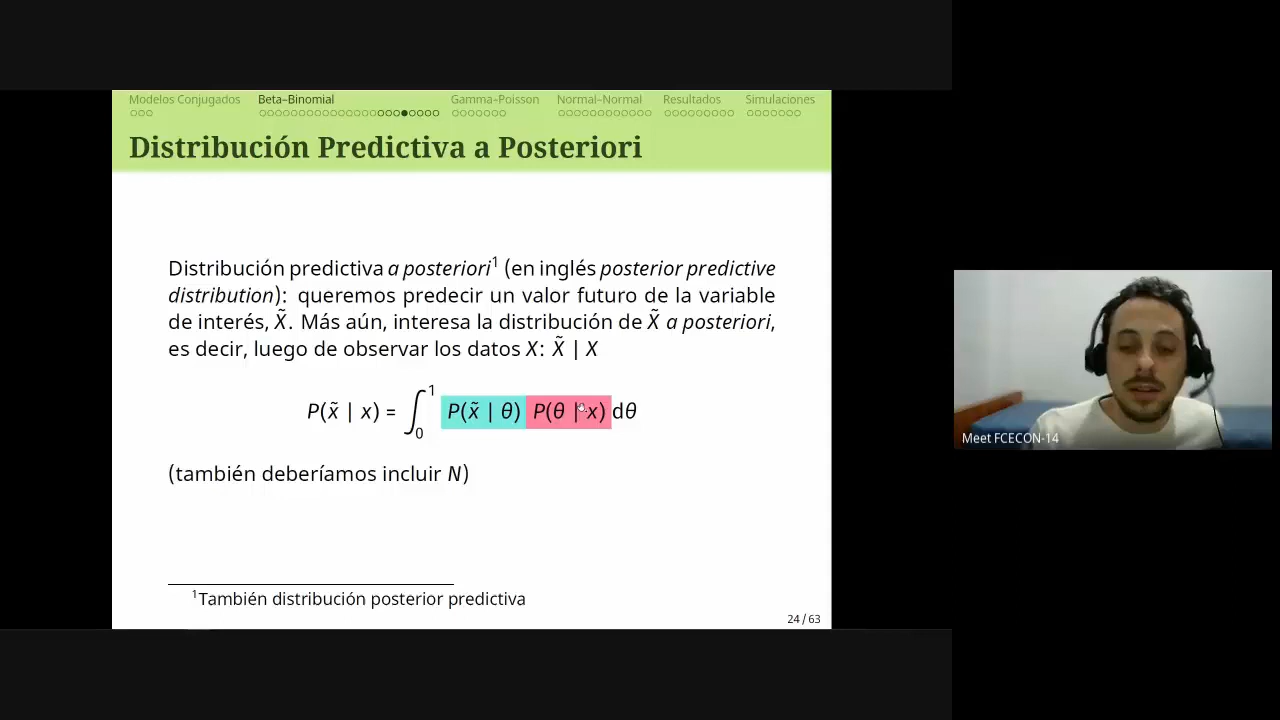 Modelos Conjugados Beta–Binomial Gamma–Poisson Normal–Normal Resultados Simulaciones
Distribución Predictiva a Posteriori
Distribución predictiva a posteriori¹ (en inglés posterior predictive
distribution): queremos predecir un valor futuro de la variable
de interés, X̃. Más aún, interesa la distribución de X̃ a posteriori,
es decir, luego de observar los datos X: X̃ | X
P(x̃ | x) = ∫₀¹ P(x̃ | θ) P(θ | x) dθ
(también deberíamos incluir N)
¹También distribución posterior predictiva
24 / 63
Meet FCECON-14